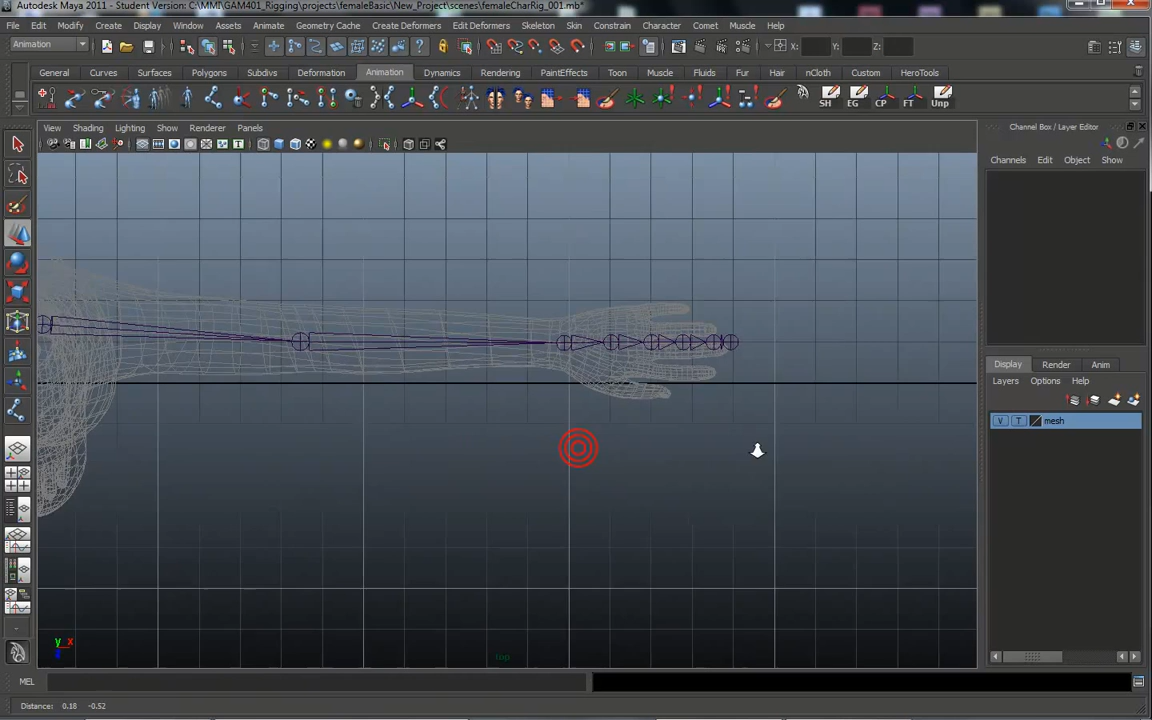 Autodesk Maya 2011 - Student Version: C:\MMI\GAM401_Rigging\projects\femaleBasic\New_Project\scenes\femaleCharRig_001.mb*
File Edit Modify Create Display Window Assets Animate Geometry Cache Create Deformers Edit Deformers Skeleton Skin Constrain Character Comet Muscle Help
Animation X: Y: Z:
General Curves Surfaces Polygons Subdivs Deformation Animation Dynamics Rendering PaintEffects Toon Muscle Fluids Fur Hair nCloth Custom HeroTools
SH EG CP FT Unp
View Shading Lighting Show Renderer Panels
Channel Box / Layer Editor
Channels Edit Object Show
Display Render Anim
Layers Options Help
V T mesh
y x
top
MEL
Distance: 0.18 -0.52